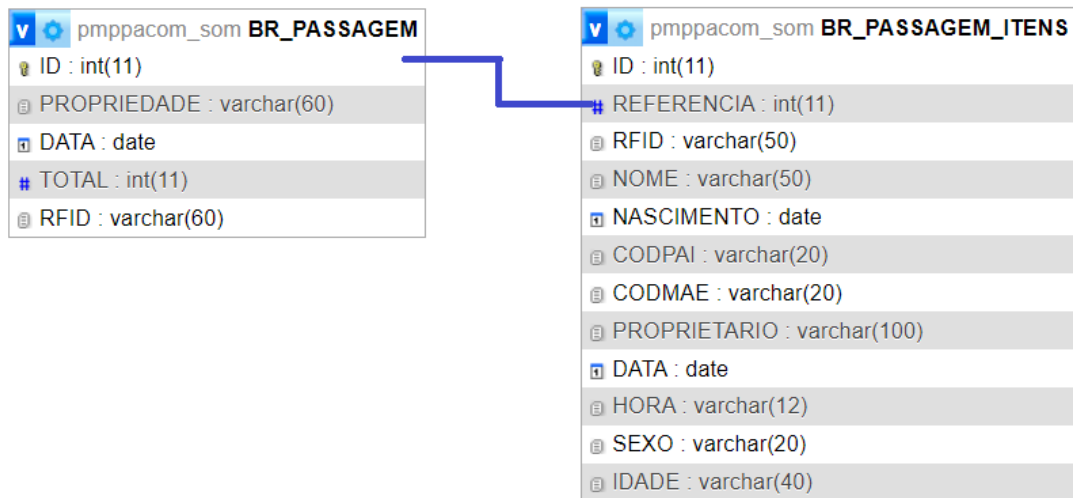 v pmppacom_som BR_PASSAGEM
ID : int(11)
PROPRIEDADE : varchar(60)
DATA : date
# TOTAL : int(11)
RFID : varchar(60)
v pmppacom_som BR_PASSAGEM_ITENS
ID : int(11)
# REFERENCIA : int(11)
RFID : varchar(50)
NOME : varchar(50)
NASCIMENTO : date
CODPAI : varchar(20)
CODMAE : varchar(20)
PROPRIETARIO : varchar(100)
DATA : date
HORA : varchar(12)
SEXO : varchar(20)
IDADE : varchar(40)